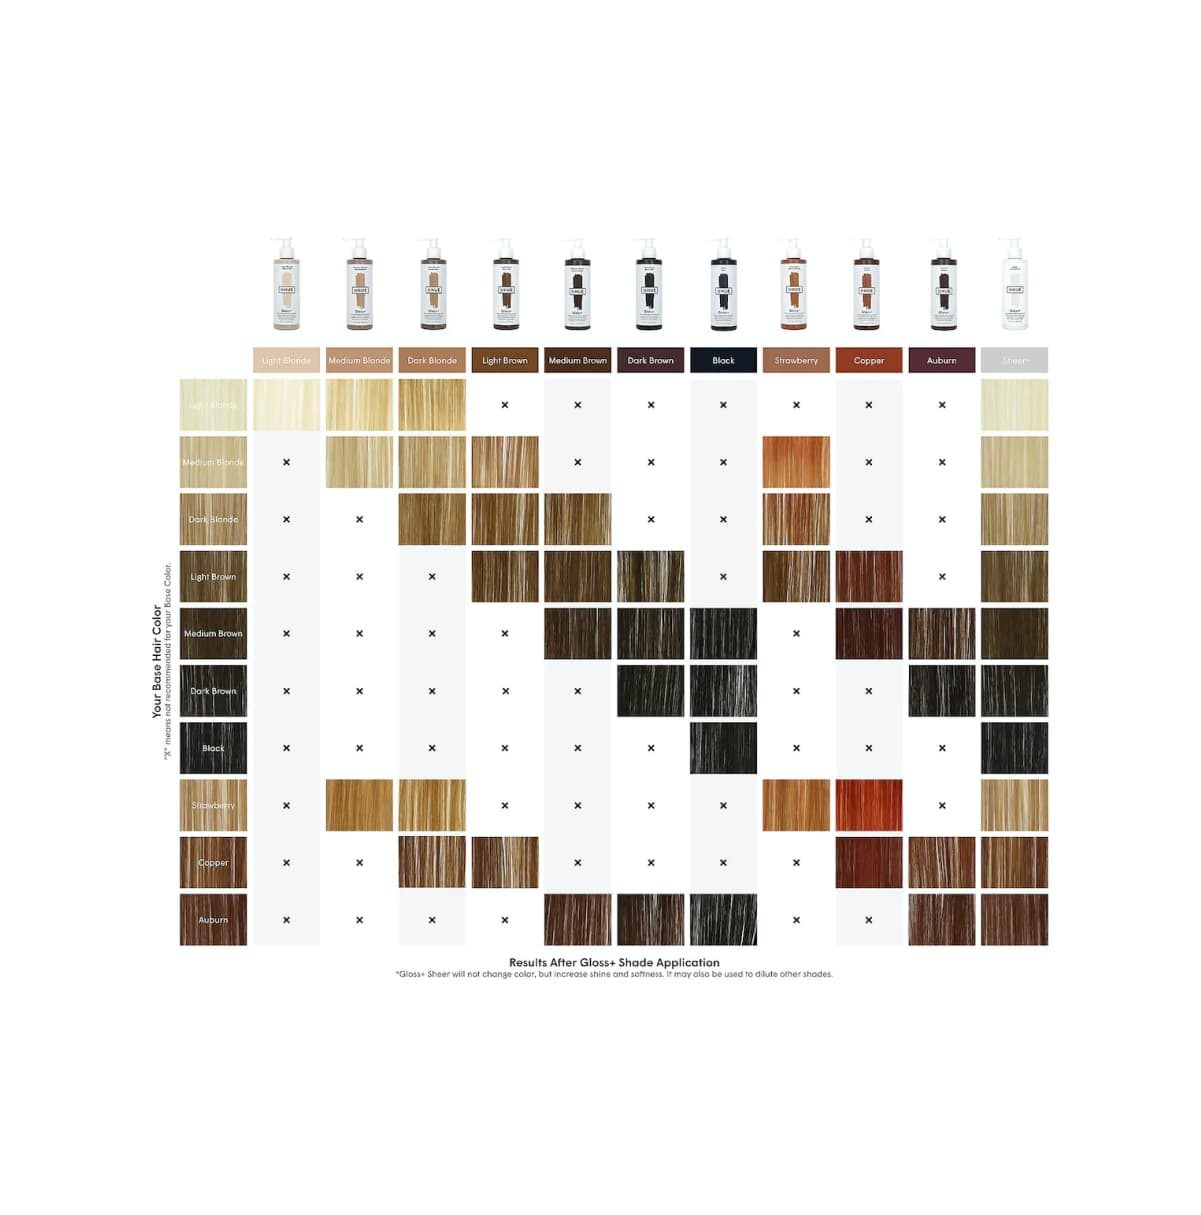 Light Blonde
Medium Blonde
Dark Blonde
Light Brown
Medium Brown
Dark Brown
Black
Strawberry
Copper
Auburn
Sheer*
Light Blonde
×
×
×
×
×
×
×
Medium Blonde
×
×
×
×
×
×
Dark Blonde
×
×
×
×
×
×
Light Brown
×
×
×
×
×
Medium Brown
×
×
×
×
×
Dark Brown
×
×
×
×
×
×
×
Black
×
×
×
×
×
×
×
×
×
Strawberry
×
×
×
×
×
×
Copper
×
×
×
×
×
×
Auburn
×
×
×
×
×
×
Your Base Hair Color
"X" means not recommended for your Base Color.
Results After Gloss+ Shade Application
*Gloss+ Sheer will not change color, but increase shine and softness. It may also be used to dilute other shades.